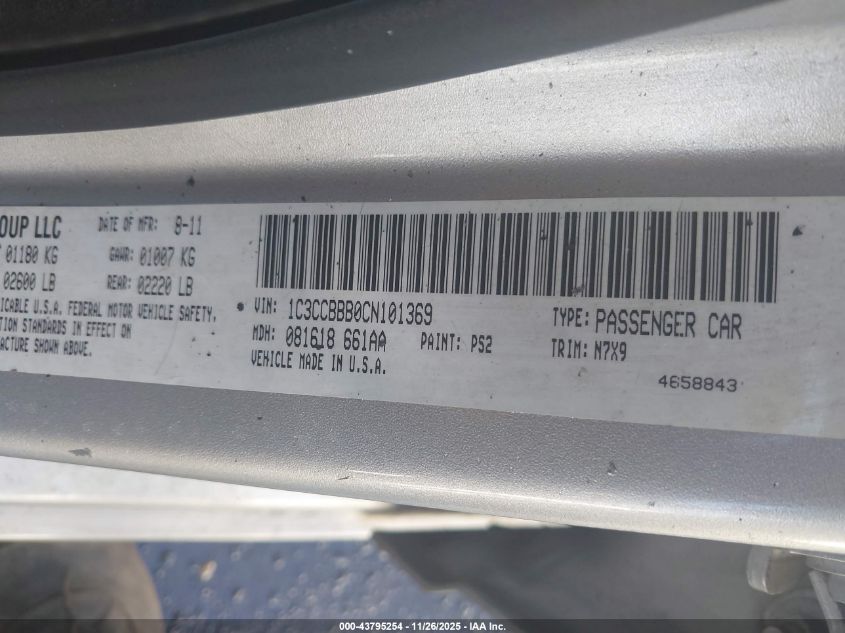 OUP LLC DATE OF MFR: 8-11
01180 KG GAWR: 01007 KG
02600 LB REAR: 02220 LB
ICABLE U.S.A. FEDERAL MOTOR VEHICLE SAFETY,
TION STANDARDS IN EFFECT ON
ACTURE SHOWN ABOVE.
VIN: 1C3CCBBB0CN101369 TYPE: PASSENGER CAR
MDH: 081618 661AA PAINT: PS2 TRIM: N7X9
VEHICLE MADE IN U.S.A.
4658843
000-43795254 - 11/26/2025 - IAA Inc.